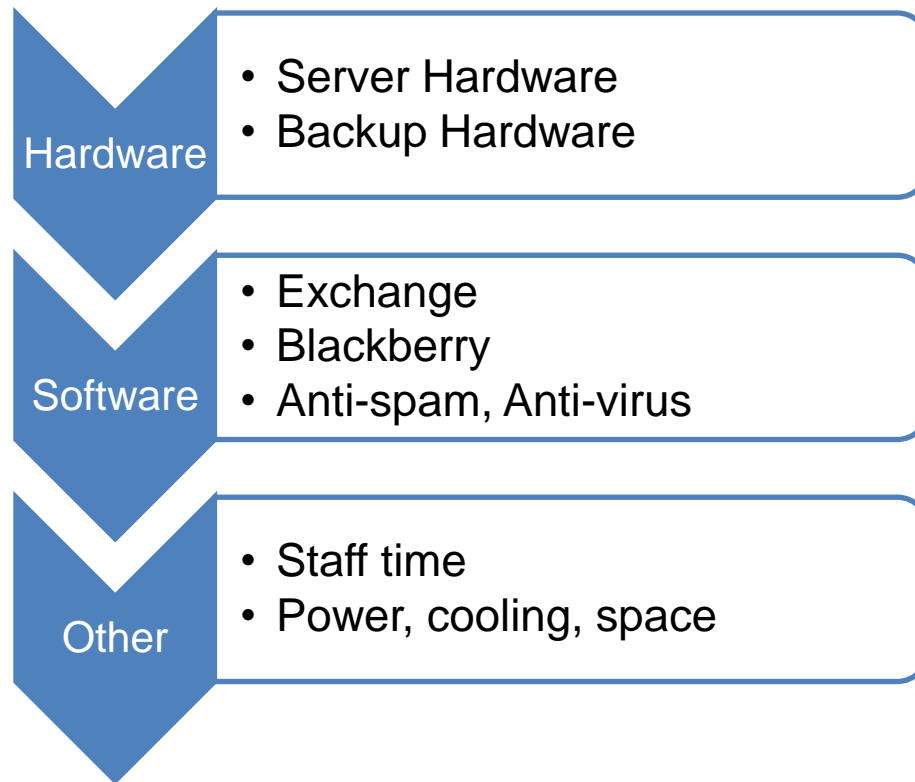 Hardware
• Server Hardware
• Backup Hardware
Software
• Exchange
• Blackberry
• Anti-spam, Anti-virus
Other
• Staff time
• Power, cooling, space